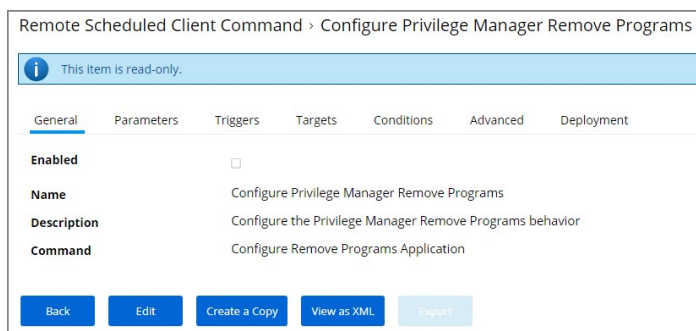 Remote Scheduled Client Command › Configure Privilege Manager Remove Programs
This item is read-only.
General Parameters Triggers Targets Conditions Advanced Deployment
Enabled
Name Configure Privilege Manager Remove Programs
Description Configure the Privilege Manager Remove Programs behavior
Command Configure Remove Programs Application
Back Edit Create a Copy View as XML Export